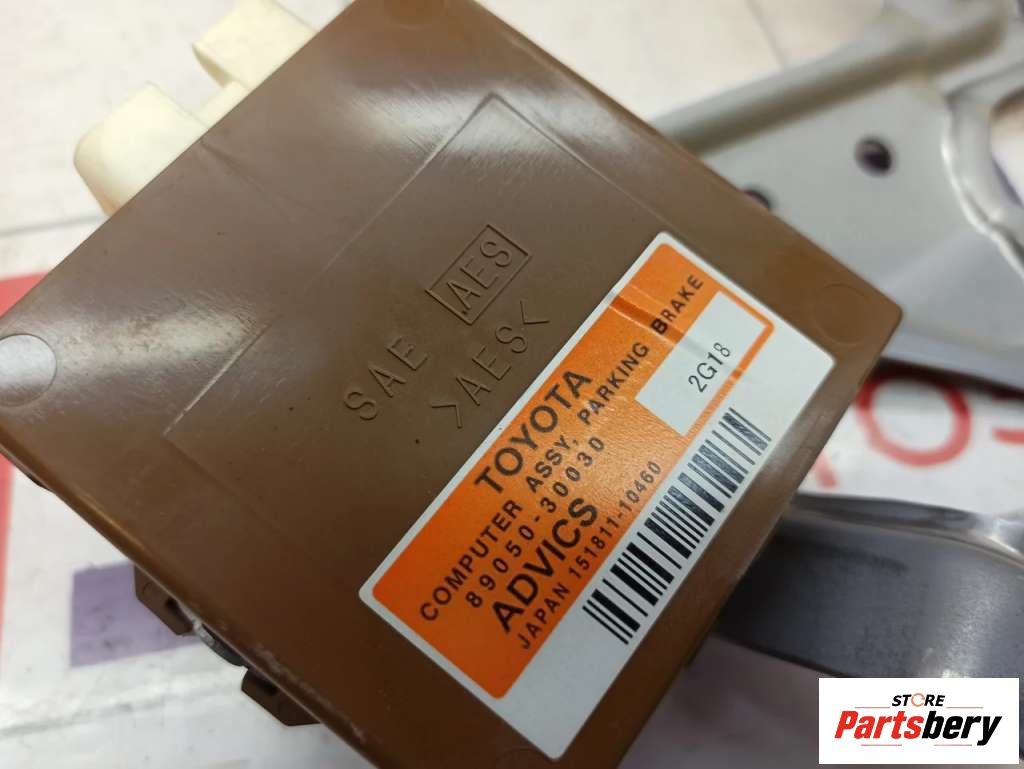 SAE AES
>AES<
TOYOTA
COMPUTER ASSY, PARKING BRAKE
89050-30030
ADVICS
2G18
JAPAN 151811-10460
STORE
Partsbery